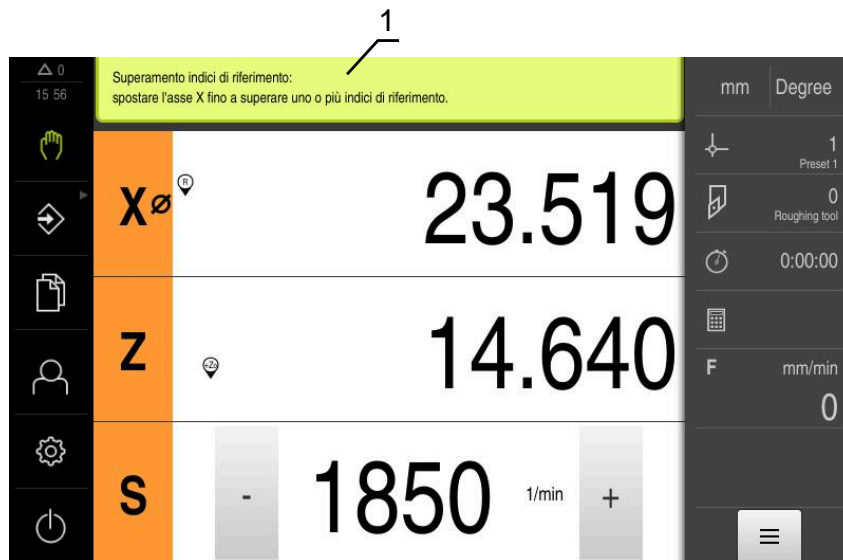 1
0
15 56
Superamento indici di riferimento:
spostare l'asse X fino a superare uno o più indici di riferimento.
mm Degree
X Ø R 23.519
1
Preset 1
0
Roughing tool
0:00:00
Z +Zo 14.640
F mm/min
0
S - 1850 1/min +